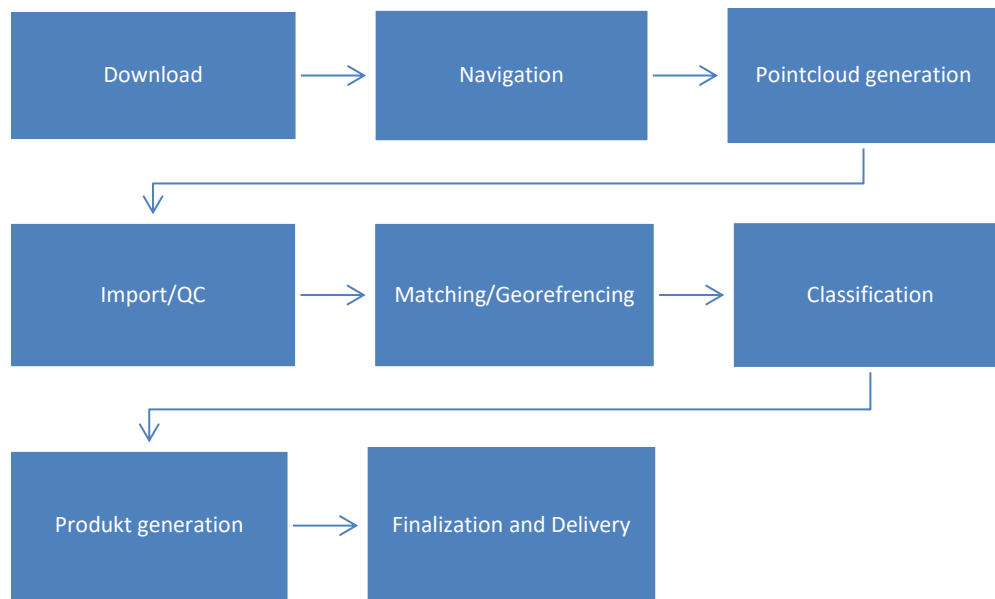 Download
Navigation
Pointcloud generation
Import/QC
Matching/Georefrencing
Classification
Produkt generation
Finalization and Delivery